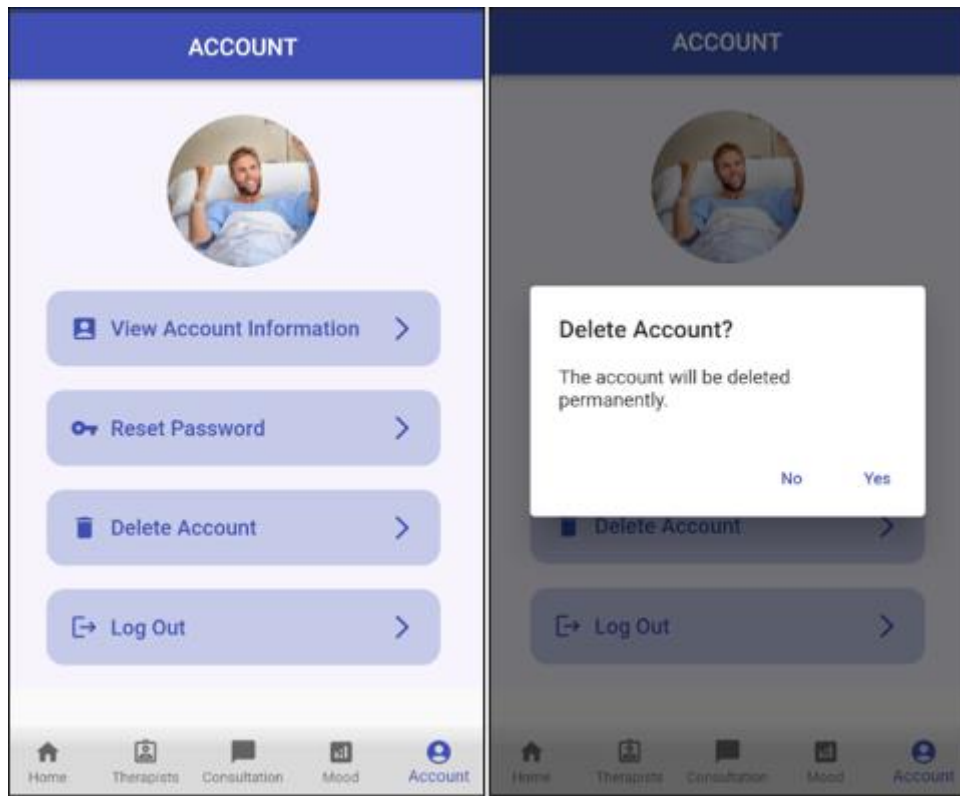 ACCOUNT
View Account Information
Reset Password
Delete Account
Log Out
Home Therapists Consultation Mood Account
ACCOUNT
Delete Account?
The account will be deleted
permanently.
No Yes
Delete Account
Log Out
Home Therapists Consultation Mood Account